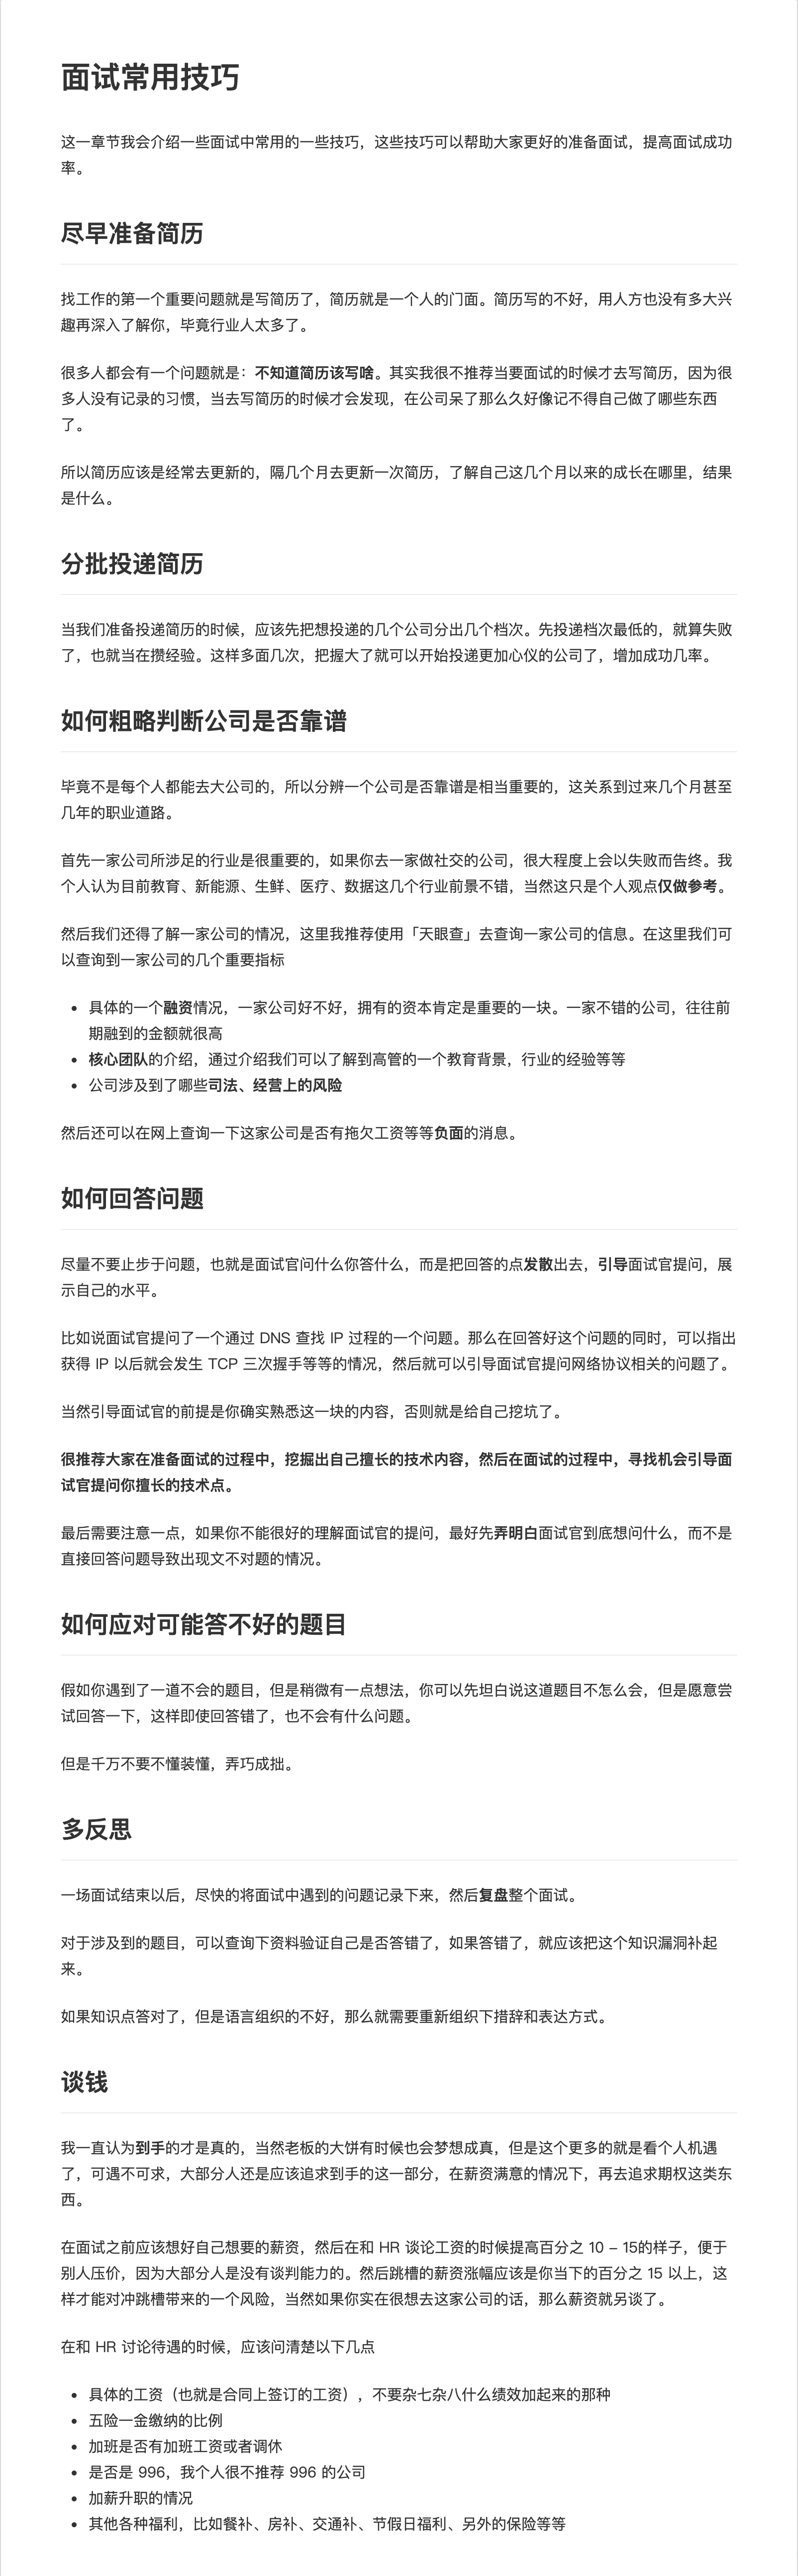 面试常用技巧
这一章节我会介绍一些面试中常用的一些技巧，这些技巧可以帮助大家更好的准备面试，提高面试成功
率。
尽早准备简历
找工作的第一个重要问题就是写简历了，简历就是一个人的门面。简历写的不好，用人方也没有多大兴
趣再深入了解你，毕竟行业人太多了。
很多人都会有一个问题就是：不知道简历该写啥。其实我很不推荐当要面试的时候才去写简历，因为很
多人没有记录的习惯，当去写简历的时候才会发现，在公司呆了那么久好像记不得自己做了哪些东西
了。
所以简历应该是经常去更新的，隔几个月去更新一次简历，了解自己这几个月以来的成长在哪里，结果
是什么。
分批投递简历
当我们准备投递简历的时候，应该先把想投递的几个公司分出几个档次。先投递档次最低的，就算失败
了，也就当在攒经验。这样多面几次，把握大了就可以开始投递更加心仪的公司了，增加成功几率。
如何粗略判断公司是否靠谱
毕竟不是每个人都能去大公司的，所以分辨一个公司是否靠谱是相当重要的，这关系到过来几个月甚至
几年的职业道路。
首先一家公司所涉足的行业是很重要的，如果你去一家做社交的公司，很大程度上会以失败而告终。我
个人认为目前教育、新能源、生鲜、医疗、数据这几个行业前景不错，当然这只是个人观点仅做参考。
然后我们还得了解一家公司的情况，这里我推荐使用「天眼查」去查询一家公司的信息。在这里我们可
以查询到一家公司的几个重要指标
• 具体的一个融资情况，一家公司好不好，拥有的资本肯定是重要的一块。一家不错的公司，往往前
期融到的金额就很高
• 核心团队的介绍，通过介绍我们可以了解到高管的一个教育背景，行业的经验等等
• 公司涉及到了哪些司法、经营上的风险
然后还可以在网上查询一下这家公司是否有拖欠工资等等负面的消息。
如何回答问题
尽量不要止步于问题，也就是面试官问什么你答什么，而是把回答的点发散出去，引导面试官提问，展
示自己的水平。
比如说面试官提问了一个通过 DNS 查找 IP 过程的一个问题。那么在回答好这个问题的同时，可以指出
获得 IP 以后就会发生 TCP 三次握手等等的情况，然后就可以引导面试官提问网络协议相关的问题了。
当然引导面试官的前提是你确实熟悉这一块的内容，否则就是给自己挖坑了。
很推荐大家在准备面试的过程中，挖掘出自己擅长的技术内容，然后在面试的过程中，寻找机会引导面
试官提问你擅长的技术点。
最后需要注意一点，如果你不能很好的理解面试官的提问，最好先弄明白面试官到底想问什么，而不是
直接回答问题导致出现文不对题的情况。
如何应对可能答不好的题目
假如你遇到了一道不会的题目，但是稍微有一点想法，你可以先坦白说这道题目不怎么会，但是愿意尝
试回答一下，这样即使回答错了，也不会有什么问题。
但是千万不要不懂装懂，弄巧成拙。
多反思
一场面试结束以后，尽快的将面试中遇到的问题记录下来，然后复盘整个面试。
对于涉及到的题目，可以查询下资料验证自己是否答错了，如果答错了，就应该把这个知识漏洞补起
来。
如果知识点答对了，但是语言组织的不好，那么就需要重新组织下措辞和表达方式。
谈钱
我一直认为到手的才是真的，当然老板的大饼有时候也会梦想成真，但是这个更多的就是看个人机遇
了，可遇不可求，大部分人还是应该追求到手的这一部分，在薪资满意的情况下，再去追求期权这类东
西。
在面试之前应该想好自己想要的薪资，然后在和 HR 谈论工资的时候提高百分之 10 – 15的样子，便于
别人压价，因为大部分人是没有谈判能力的。然后跳槽的薪资涨幅应该是你当下的百分之 15 以上，这
样才能对冲跳槽带来的一个风险，当然如果你实在很想去这家公司的话，那么薪资就另谈了。
在和 HR 讨论待遇的时候，应该问清楚以下几点
• 具体的工资（也就是合同上签订的工资），不要杂七杂八什么绩效加起来的那种
• 五险一金缴纳的比例
• 加班是否有加班工资或者调休
• 是否是 996，我个人很不推荐 996 的公司
• 加薪升职的情况
• 其他各种福利，比如餐补、房补、交通补、节假日福利、另外的保险等等